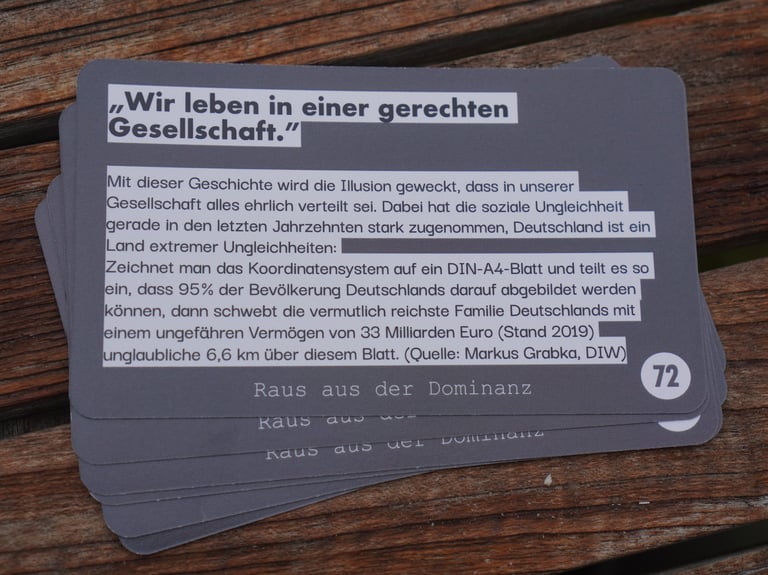 „Wir leben in einer gerechten
Gesellschaft.”
Mit dieser Geschichte wird die Illusion geweckt, dass in unserer
Gesellschaft alles ehrlich verteilt sei. Dabei hat die soziale Ungleichheit
gerade in den letzten Jahrzehnten stark zugenommen, Deutschland ist ein
Land extremer Ungleichheiten:
Zeichnet man das Koordinatensystem auf ein DIN-A4-Blatt und teilt es so
ein, dass 95% der Bevölkerung Deutschlands darauf abgebildet werden
können, dann schwebt die vermutlich reichste Familie Deutschlands mit
einem ungefähren Vermögen von 33 Milliarden Euro (Stand 2019)
unglaubliche 6,6 km über diesem Blatt. (Quelle: Markus Grabka, DIW)
72
Raus aus der Dominanz
Raus aus der
Raus aus der Dominanz